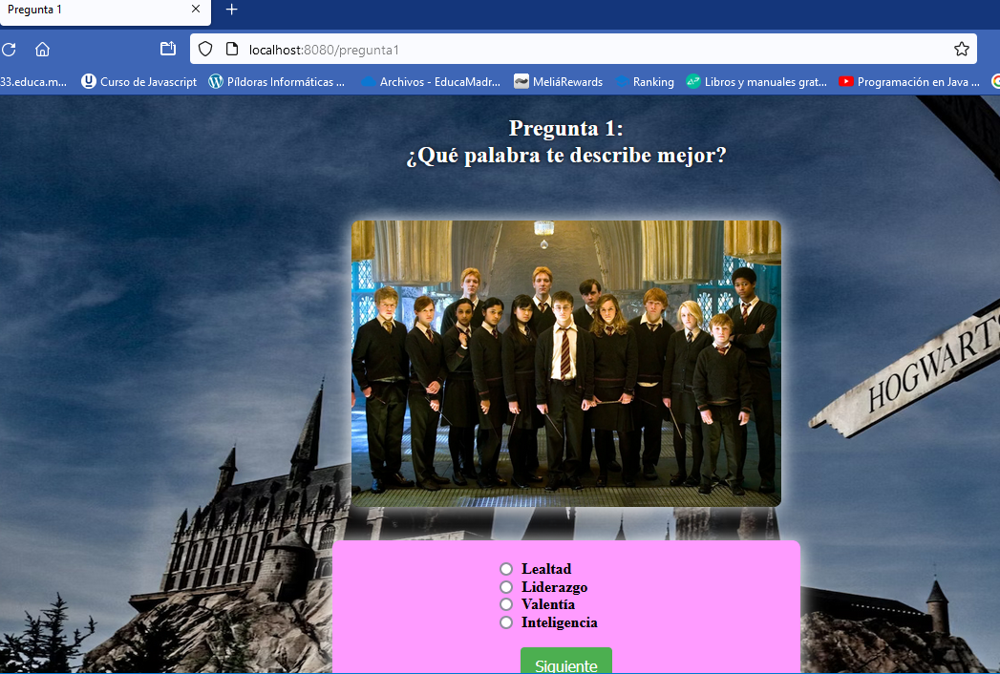 Pregunta 1
localhost:8080/pregunta1
33.educa.m... Curso de Javascript Píldoras Informáticas ... Archivos - EducaMadr... MeliáRewards Ranking Libros y manuales grat... Programación en Java ...
Pregunta 1:
¿Qué palabra te describe mejor?
HOGWARTS
Lealtad
Liderazgo
Valentía
Inteligencia
Siguiente